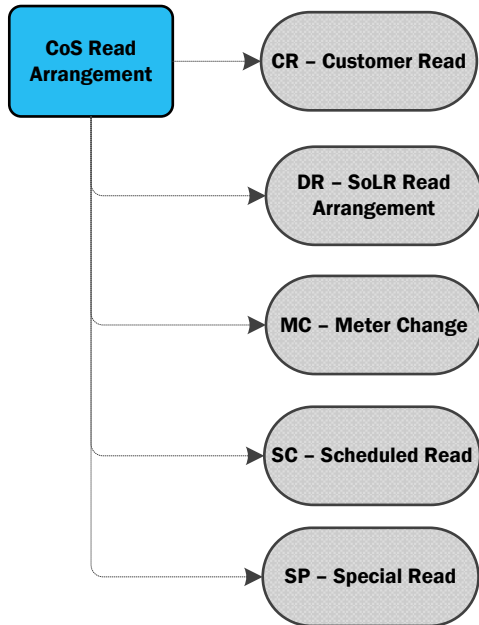 CoS Read
Arrangement
CR – Customer Read
DR – SoLR Read
Arrangement
MC – Meter Change
SC – Scheduled Read
SP – Special Read